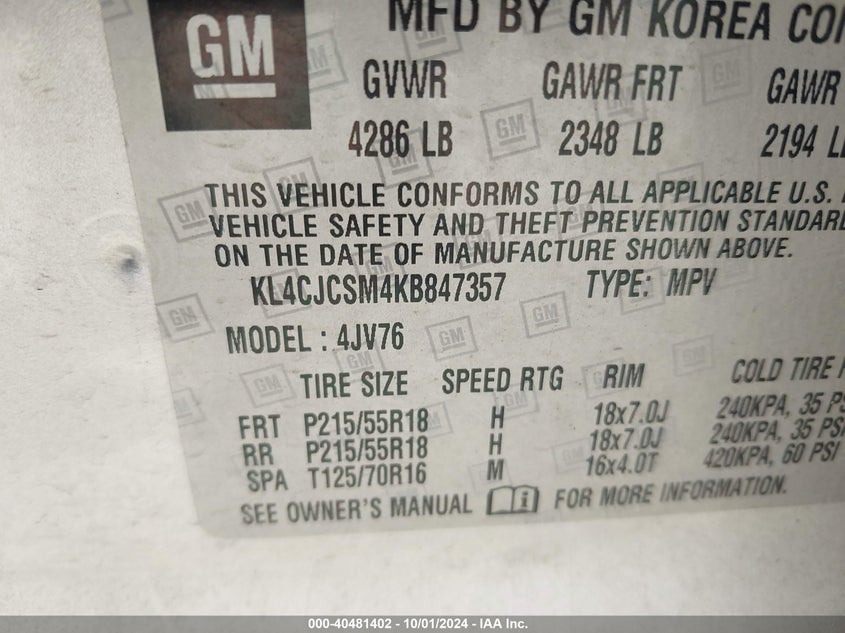 GM
MFD BY GM KOREA
GVWR GAWR FRT GAWR
4286 LB 2348 LB 2194
THIS VEHICLE CONFORMS TO ALL APPLICABLE U.S.
VEHICLE SAFETY AND THEFT PREVENTION
ON THE DATE OF MANUFACTURE SHOWN ABOVE.
KL4CJCSM4KB847357 TYPE: MPV
MODEL : 4JV76
TIRE SIZE SPEED RTG RIM COLD TIRE
FRT P215/55R18 H 18x7.0J 240KPA, 35
RR P215/55R18 H 18x7.0J 240KPA, 35
SPA T125/70R16 M 16x4.0T 420KPA, 60 PSI
SEE OWNER'S MANUAL FOR MORE INFORMATION.
000-40481402 - 10/01/2024 - IAA Inc.